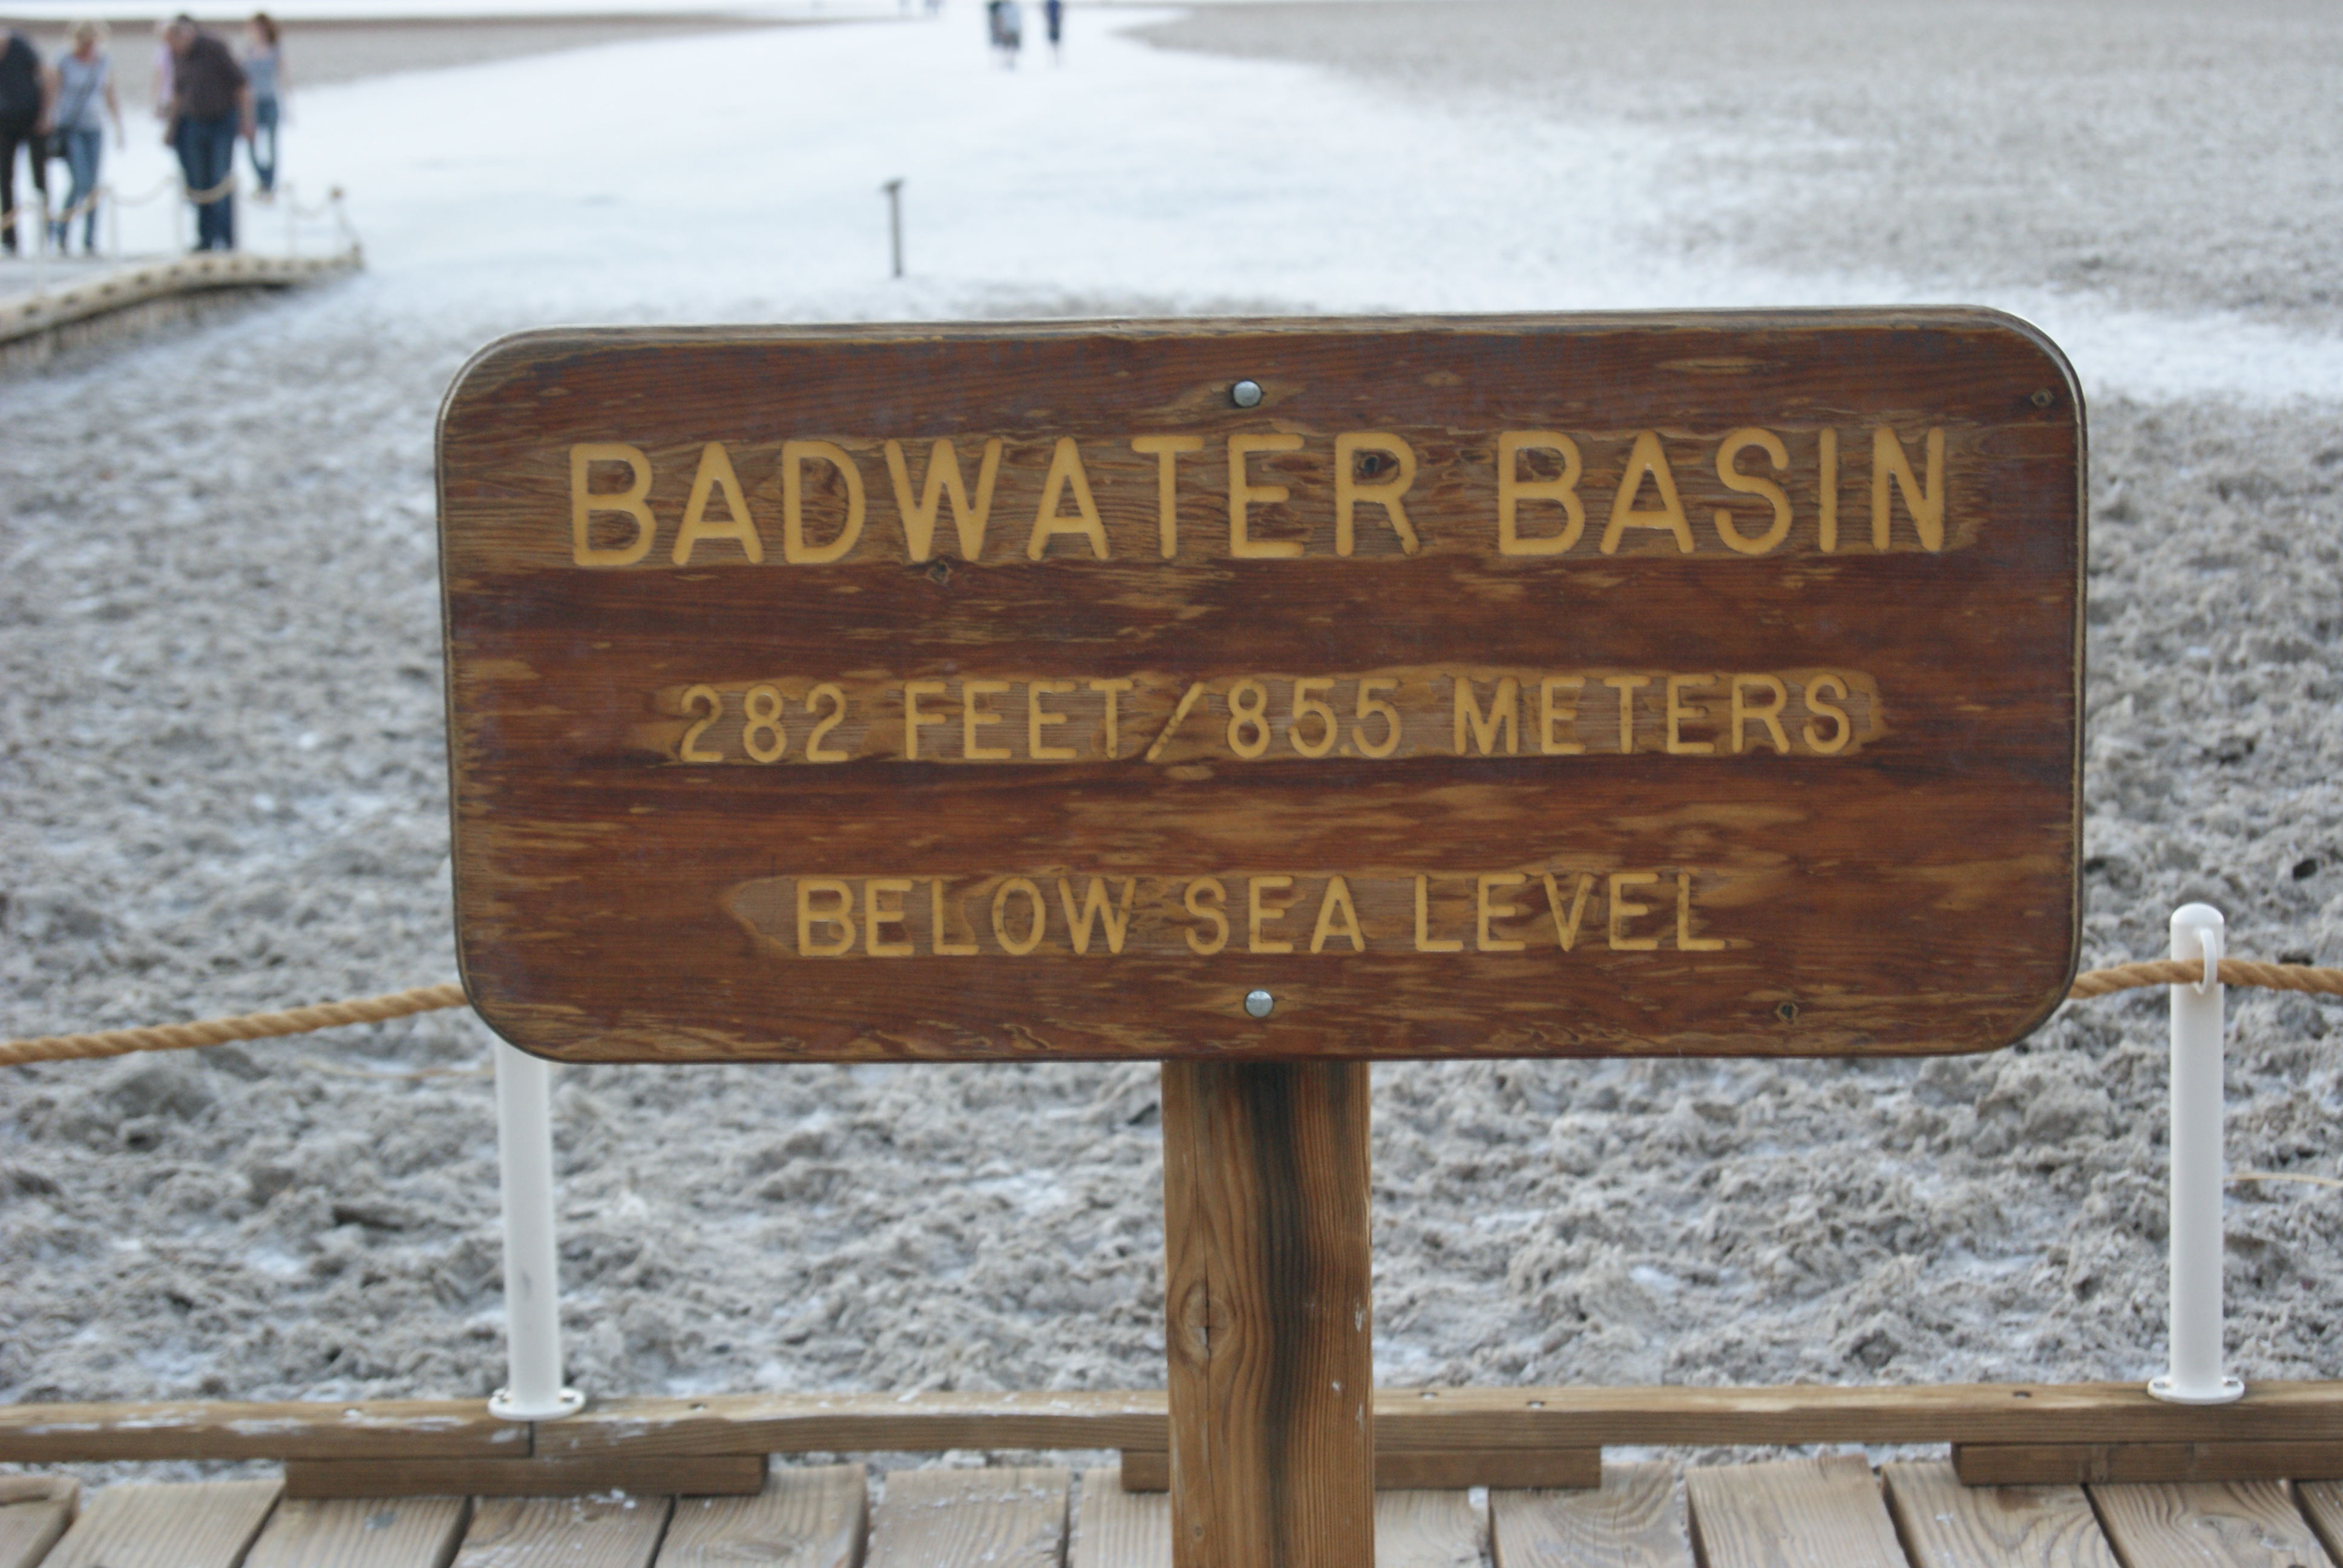 BADWATER BASIN
282 FEET/85.5 METERS
BELOW SEA LEVEL